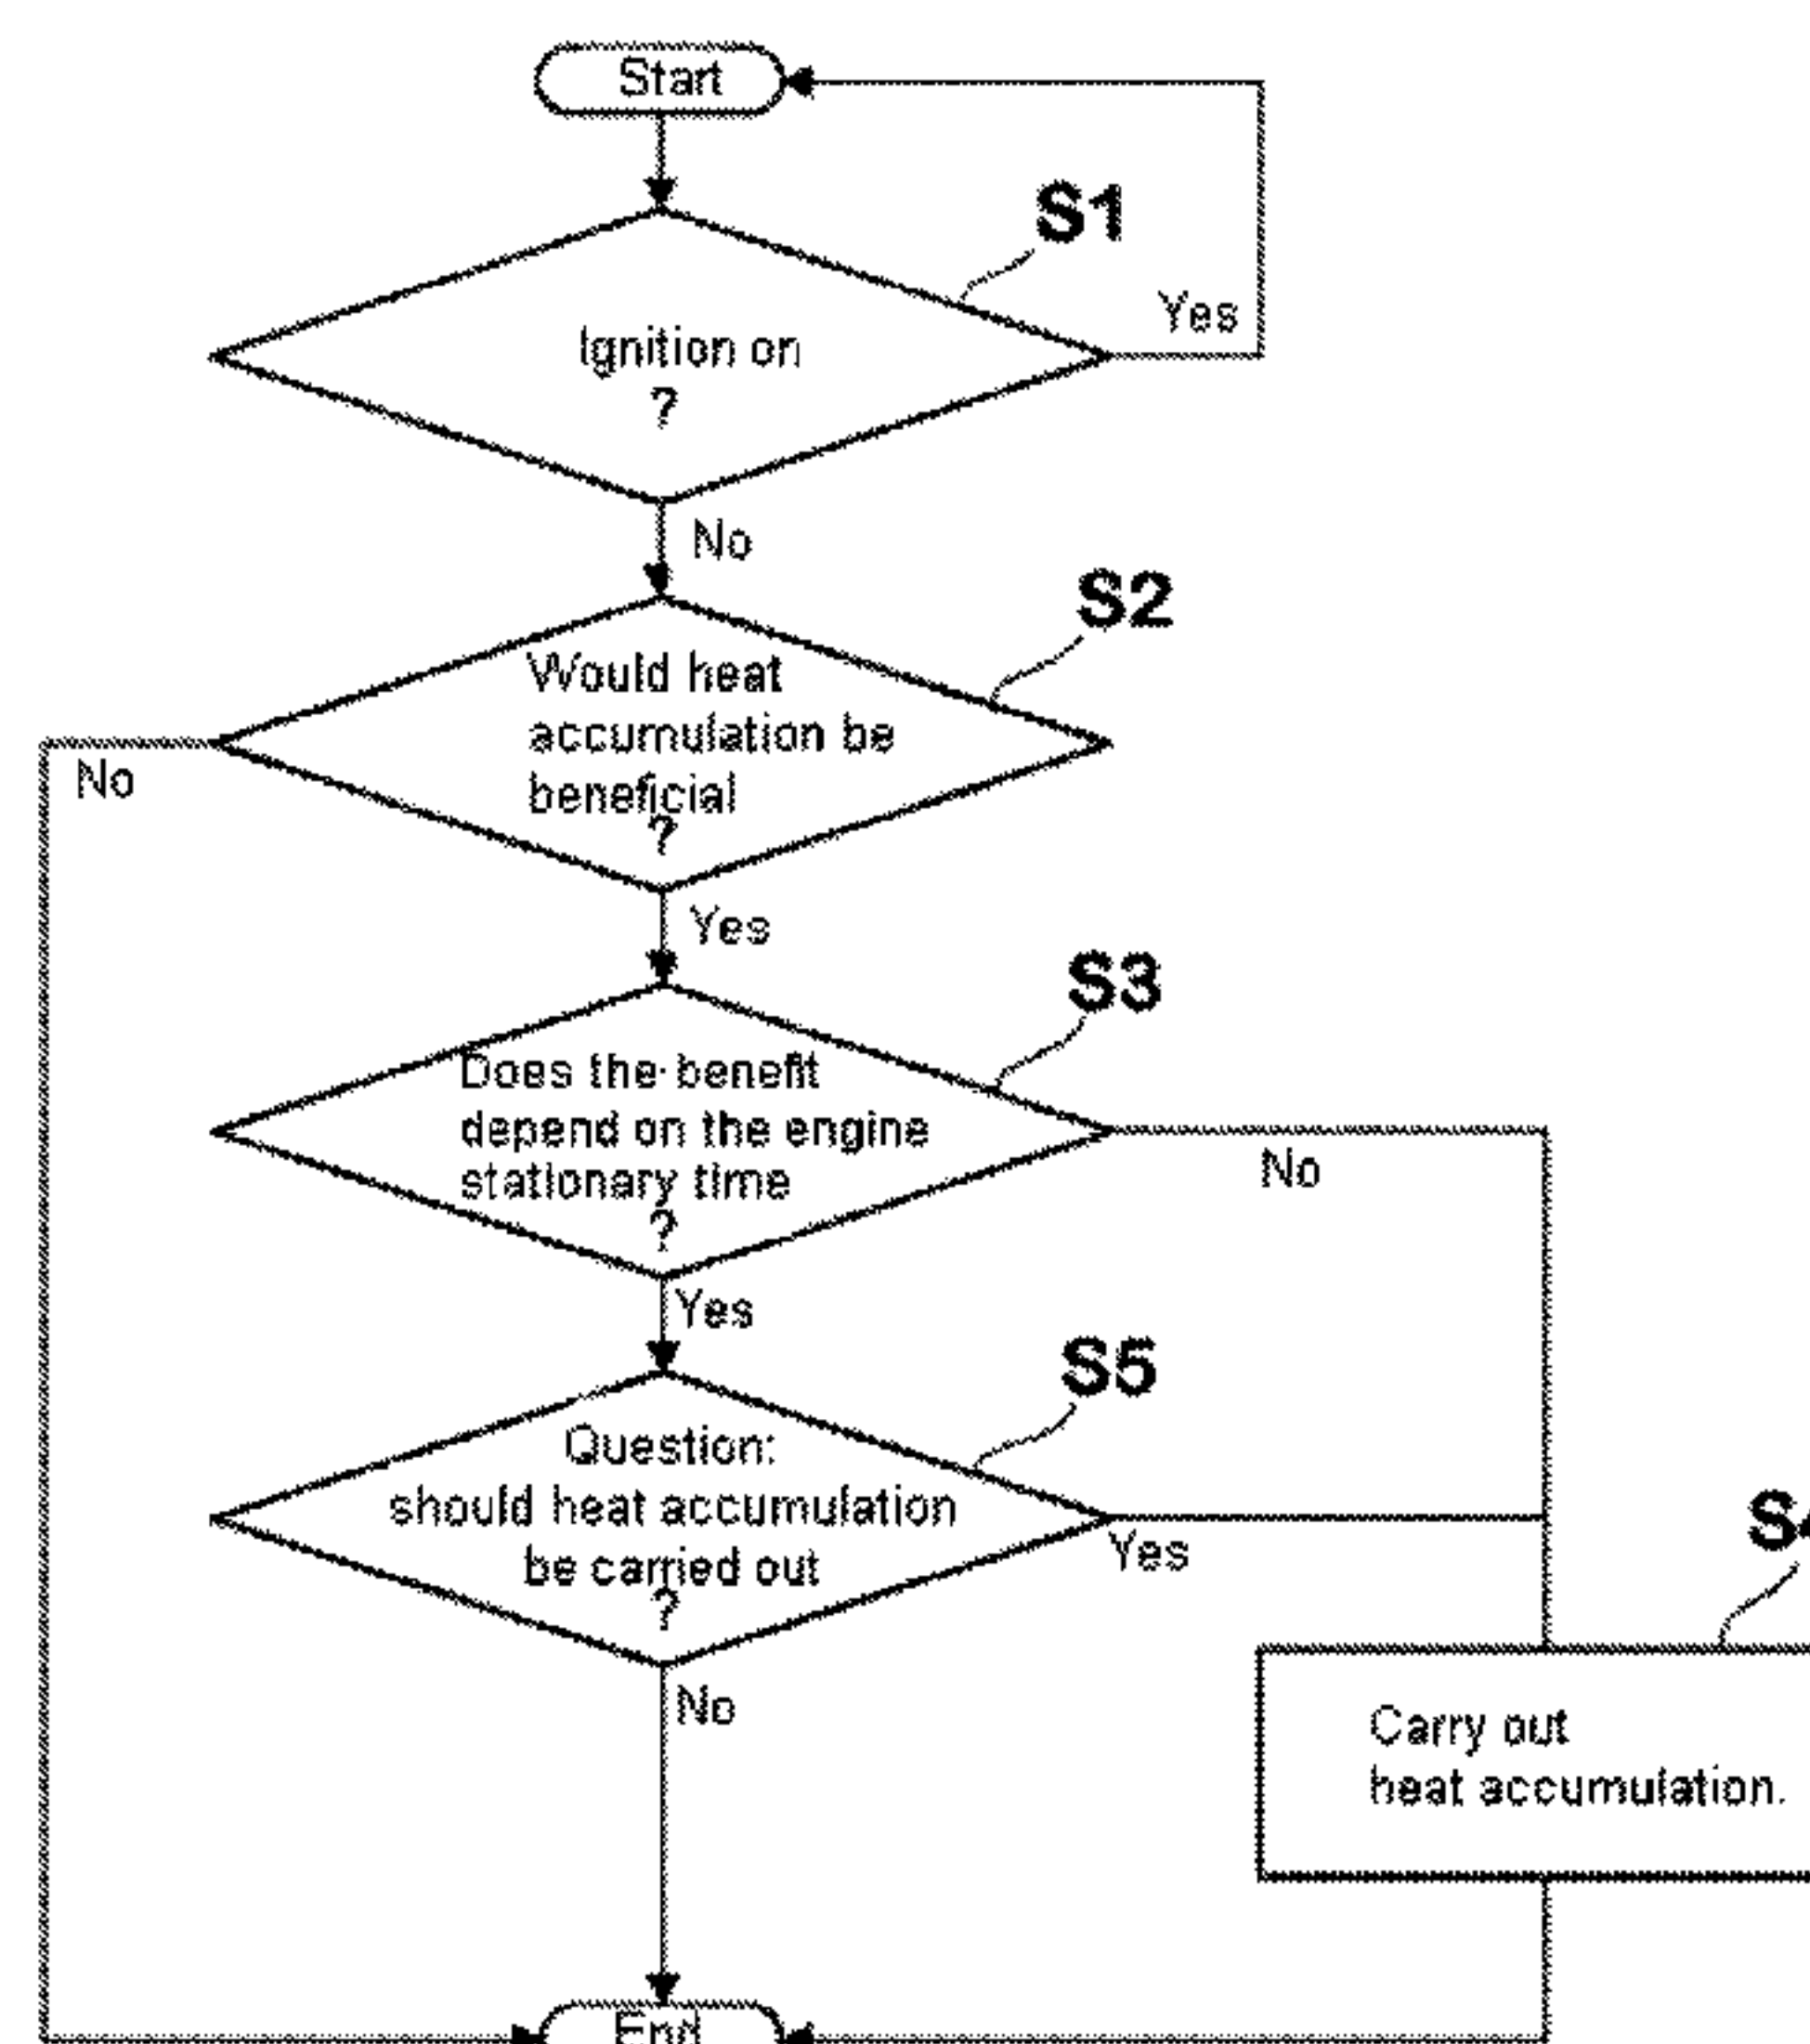 Start
S1
Yes
Ignition on
?
No
S2
Would heat
accumulation be
beneficial
?
No
Yes
S3
Does the benefit
depend on the engine
stationary time
?
No
Yes
S5
Question:
should heat accumulation
be carried out
?
Yes
No
Carry out
heat accumulation.
End